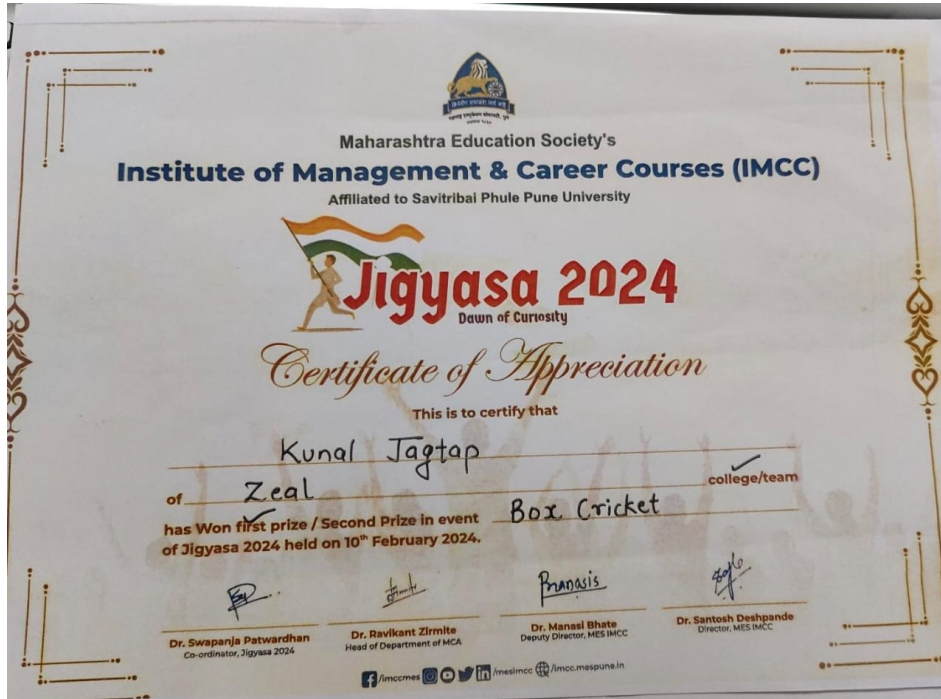 Maharashtra Education Society's
Institute of Management & Career Courses (IMCC)
Affiliated to Savitribai Phule Pune University
Jigyasa 2024
Dawn of Curiosity
Certificate of Appreciation
This is to certify that
Kunal Jagtap
of Zeal college/team
has Won first prize / Second Prize in event Box Cricket
of Jigyasa 2024 held on 10th February 2024.
Dr. Swapanja Patwardhan
Co-ordinator, Jigyasa 2024
Dr. Ravikant Zirmite
Head of Department of MCA
Dr. Manasi Bhate
Deputy Director, MES IMCC
Dr. Santosh Deshpande
Director, MES IMCC
/imccmes /mesimcc /imcc.mespune.in